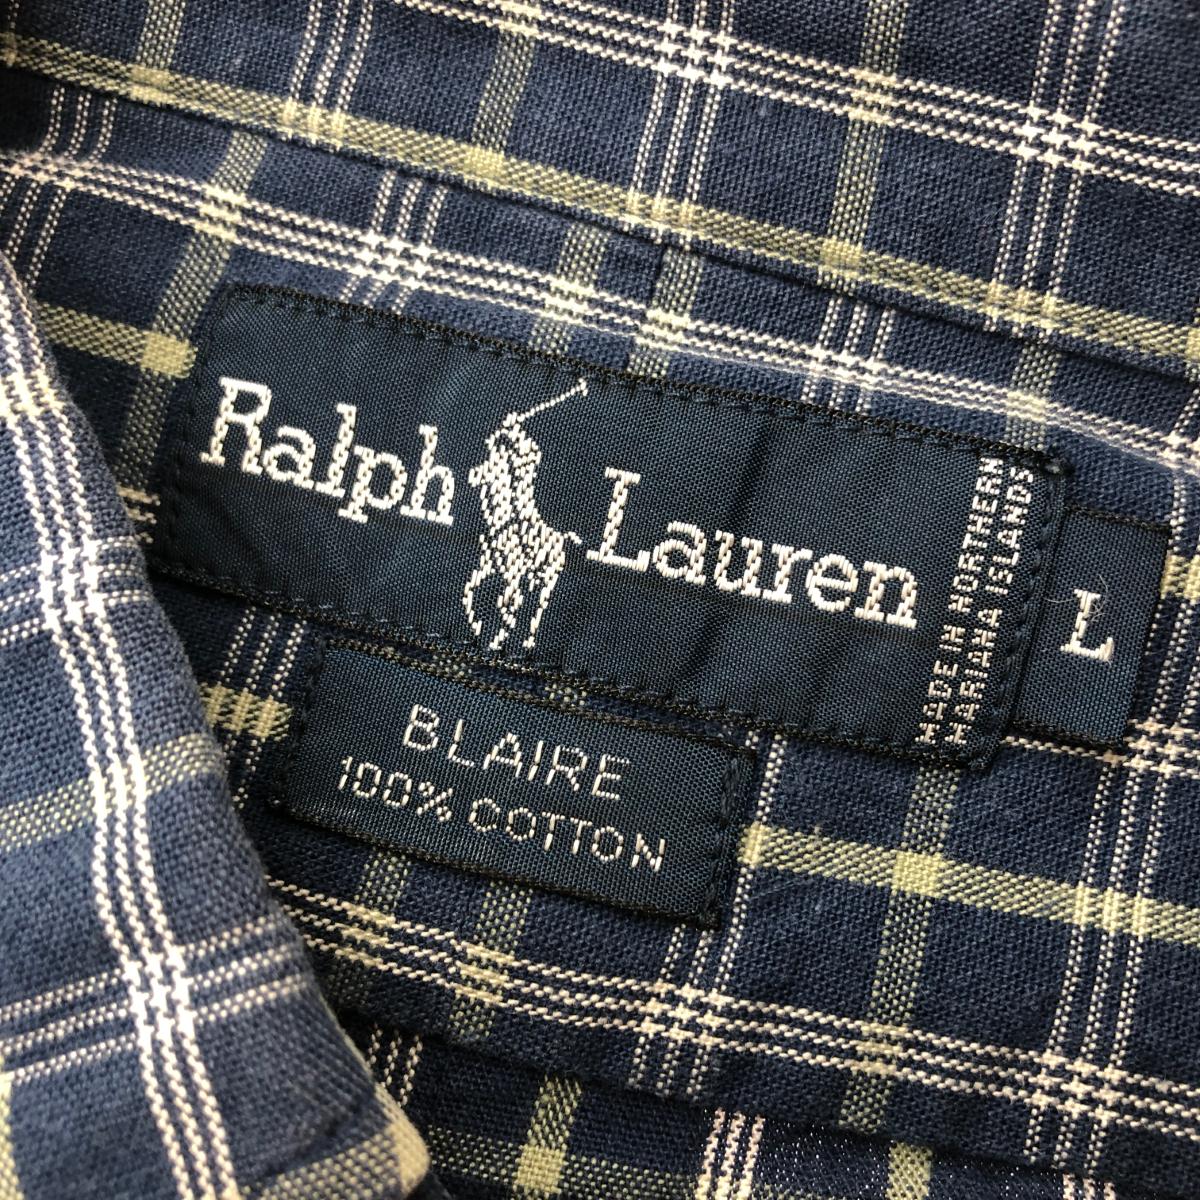 Ralph Lauren
MADE IN NORTHERN
MARIANA ISLANDS
L
BLAIRE
100% COTTON